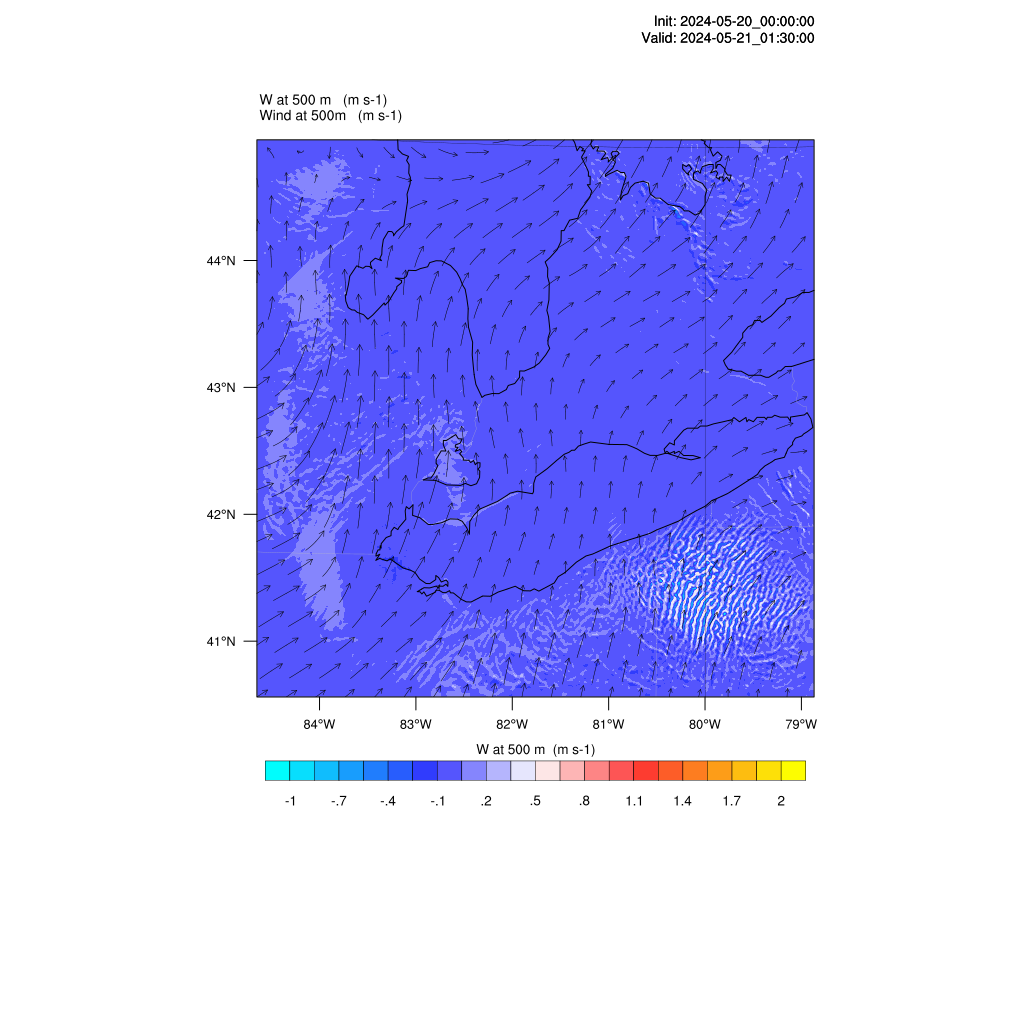 Init: 2024-05-20_00:00:00
Valid: 2024-05-21_01:30:00
W at 500 m (m s-1)
Wind at 500m (m s-1)
44°N
43°N
42°N
41°N
84°W 83°W 82°W 81°W 80°W 79°W
W at 500 m (m s-1)
-1 -.7 -.4 -.1 .2 .5 .8 1.1 1.4 1.7 2